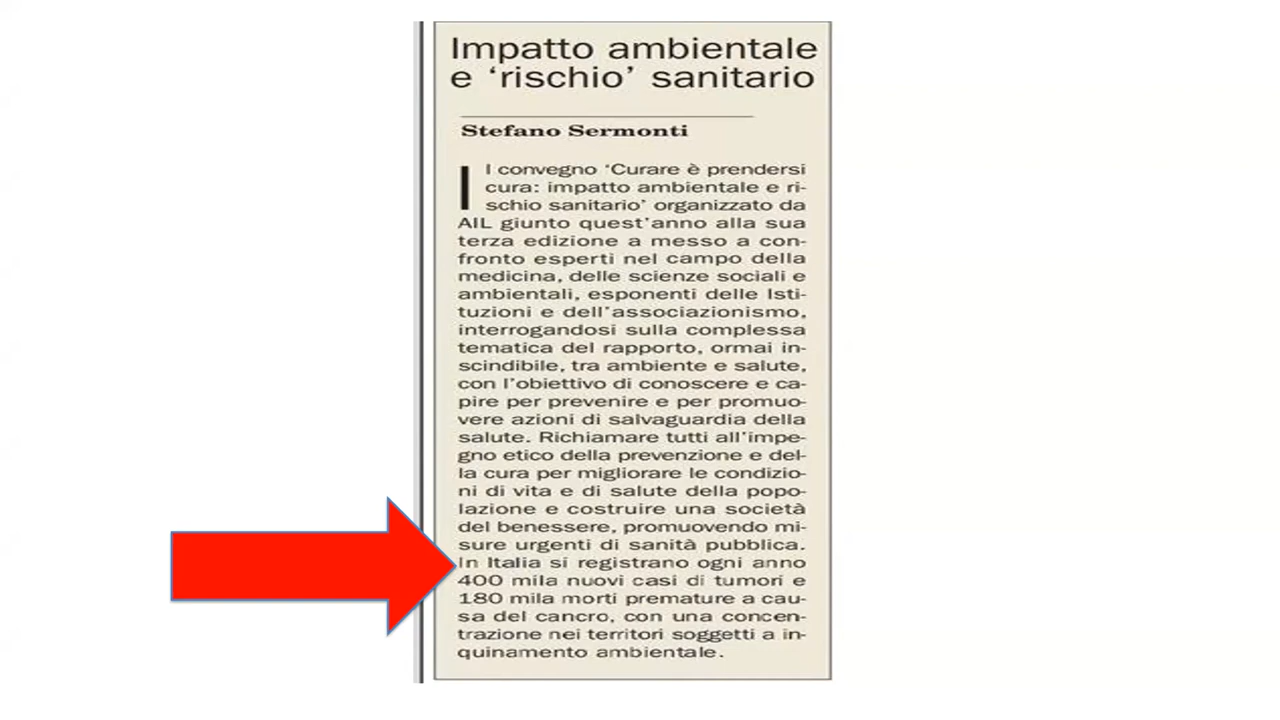 Impatto ambientale
e ‘rischio’ sanitario
Stefano Sermonti
Il convegno ‘Curare è prendersi
cura: impatto ambientale e ri-
schio sanitario’ organizzato da
AIL giunto quest’anno alla sua
terza edizione a messo a con-
fronto esperti nel campo della
medicina, delle scienze sociali e
ambientali, esponenti delle Isti-
tuzioni e dell’associazionismo,
interrogandosi sulla complessa
tematica del rapporto, ormai in-
scindibile, tra ambiente e salute,
con l’obiettivo di conoscere e ca-
pire per prevenire e per promuo-
vere azioni di salvaguardia della
salute. Richiamare tutti all’impe-
gno etico della prevenzione e del-
la cura per migliorare le condizio-
ni di vita e di salute della popo-
lazione e costruire una società
del benessere, promuovendo mi-
sure urgenti di sanità pubblica.
In Italia si registrano ogni anno
400 mila nuovi casi di tumori e
180 mila morti premature a cau-
sa del cancro, con una concen-
trazione nei territori soggetti a in-
quinamento ambientale.